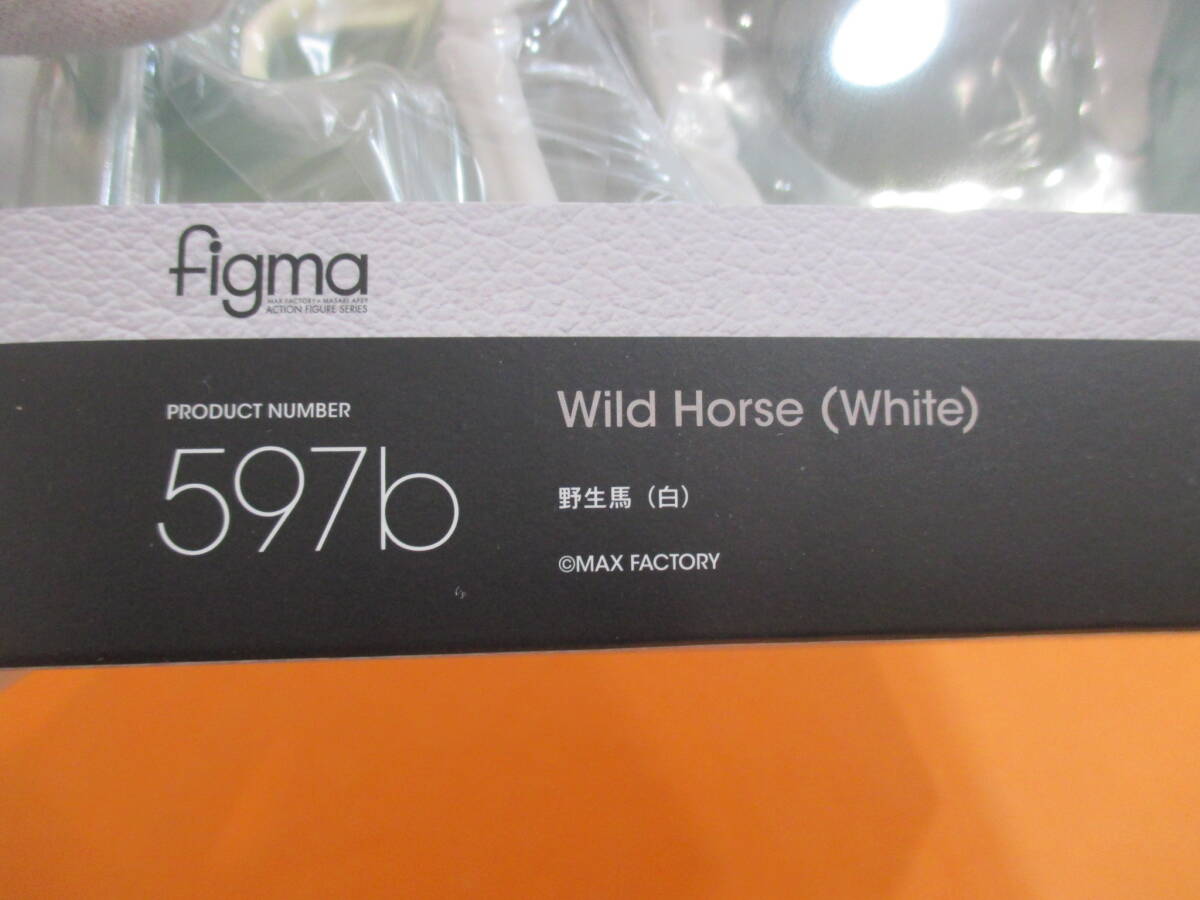 figma
MAX FACTORY × MASAKI APSY
ACTION FIGURE SERIES
PRODUCT NUMBER
597b
Wild Horse (White)
野生馬（白）
©MAX FACTORY